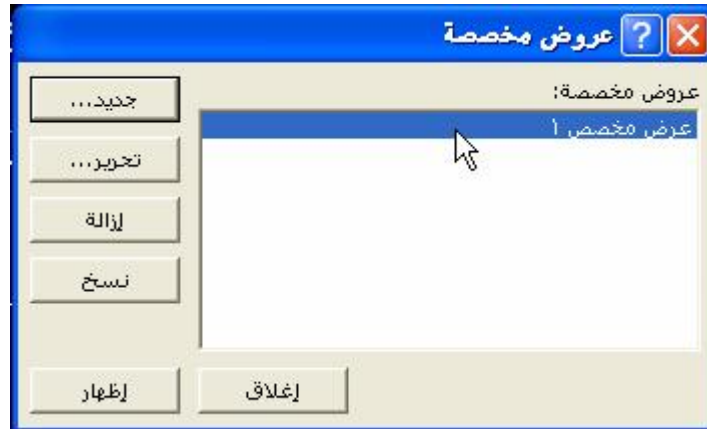 عروض مخصصة
عروض مخصصة:
عرض مخصص ١
جديد...
تحرير...
إزالة
نسخ
إغلاق
إظهار